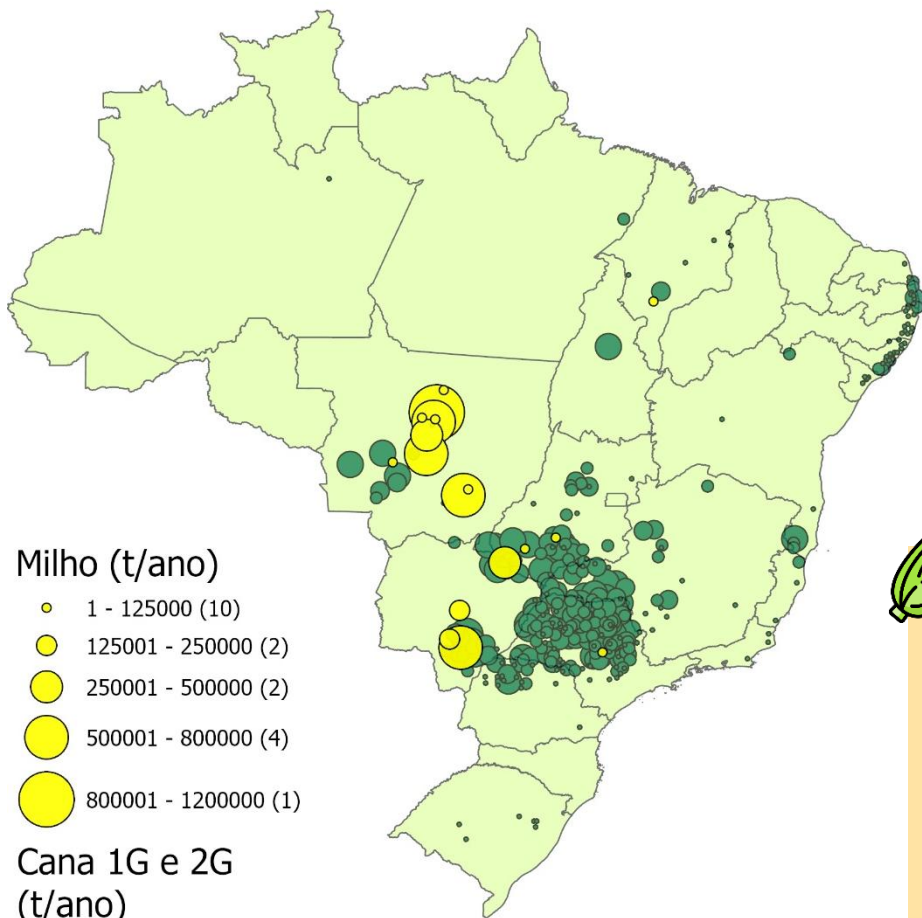 Milho (t/ano)
1 - 125000 (10)
125001 - 250000 (2)
250001 - 500000 (2)
500001 - 800000 (4)
800001 - 1200000 (1)
Cana 1G e 2G
(t/ano)